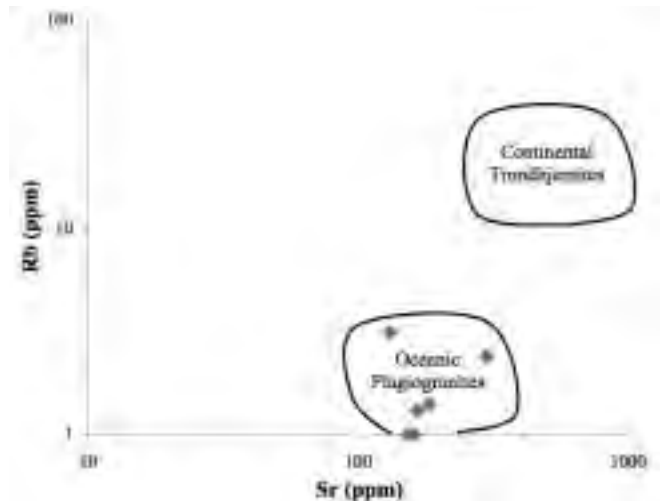 100
Continental
Trondhjemites
Rb (ppm)
10
Oceanic
Plagiogranites
1
10
100
1000
Sr (ppm)